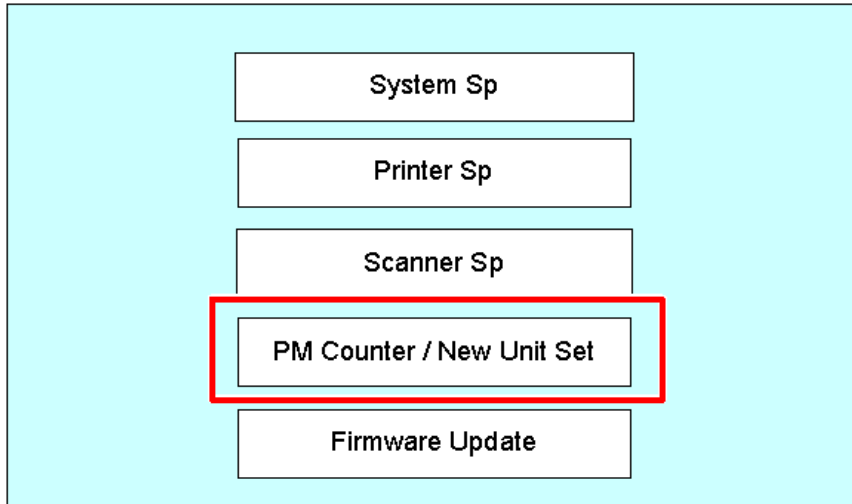 System Sp
Printer Sp
Scanner Sp
PM Counter / New Unit Set
Firmware Update